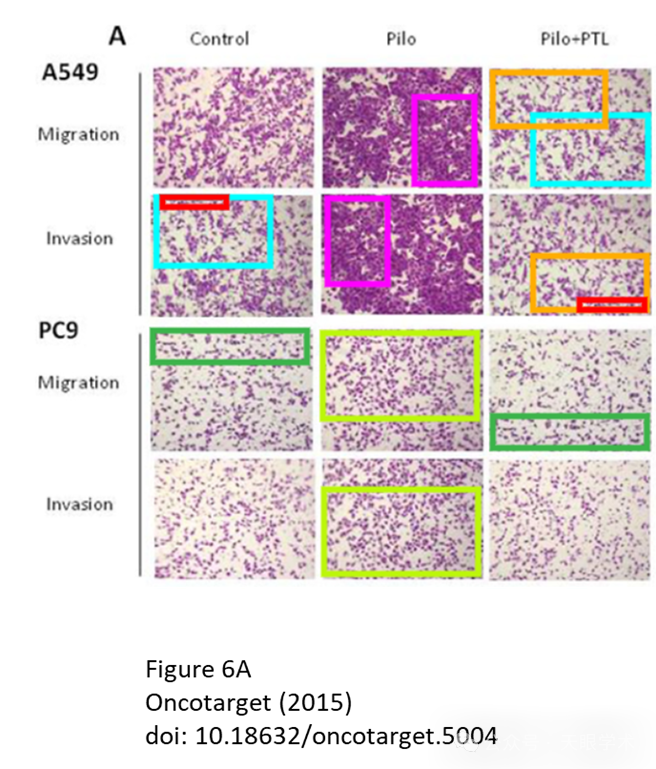 A
Control Pilo Pilo+PTL
A549
Migration
Invasion
PC9
Migration
Invasion
Figure 6A
Oncotarget (2015)
doi: 10.18632/oncotarget.5004